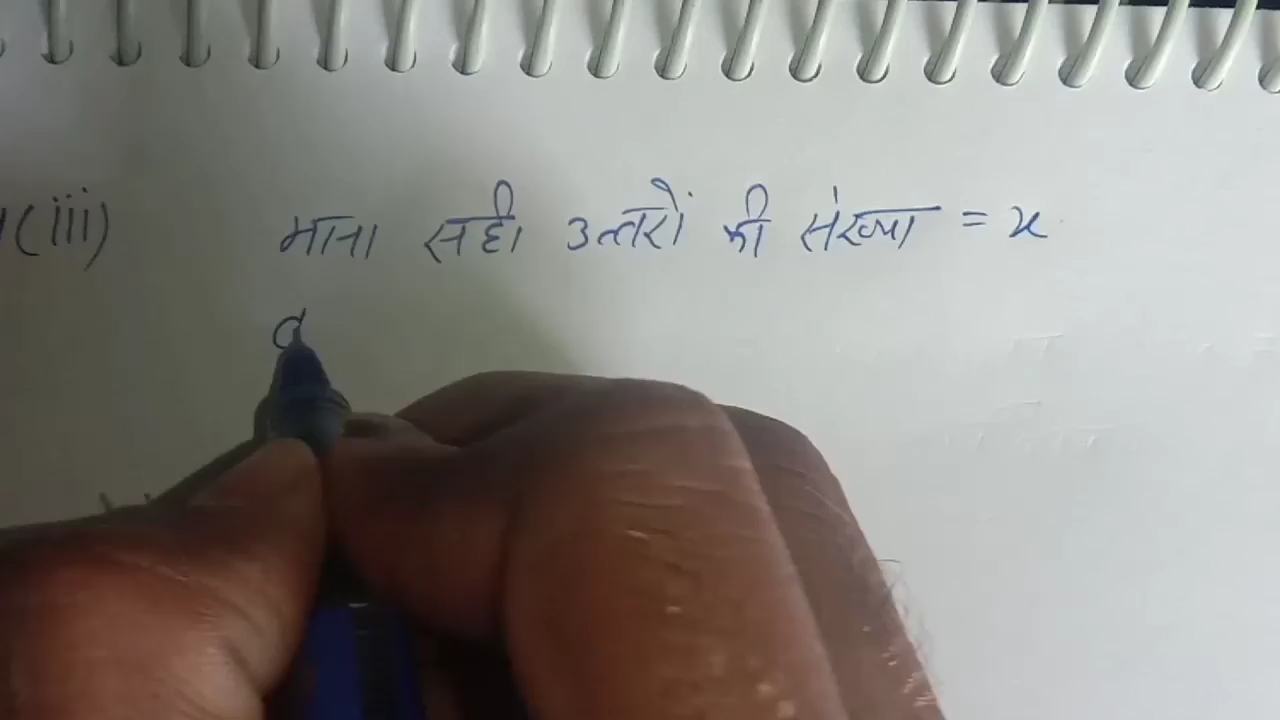 (iii) माना सही उत्तरों की संख्या = x